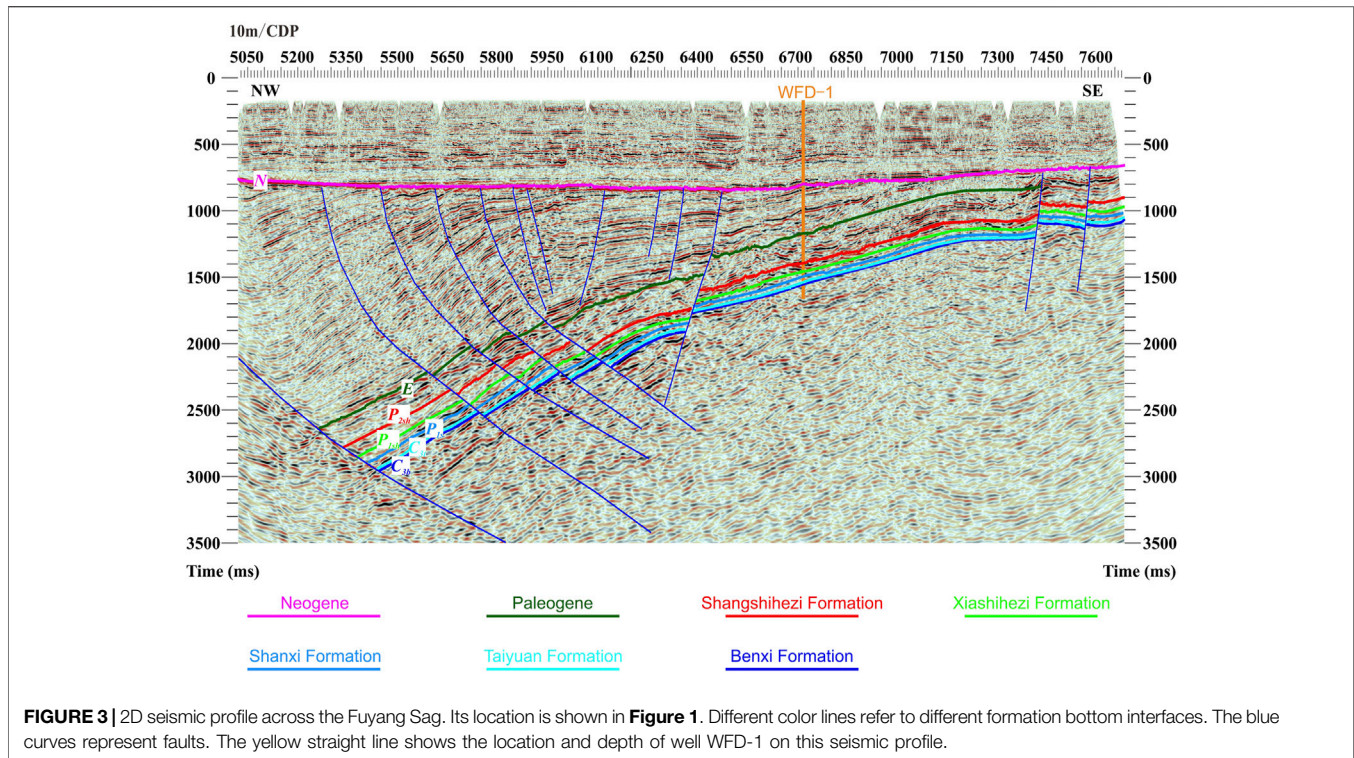 10m/CDP
5050 5200 5350 5500 5650 5800 5950 6100 6250 6400 6550 6700 6850 7000 7150 7300 7450 7600
0 0
NW WFD-1 SE
500 500
N
1000 1000
1500 1500
2000 2000
E
2500 2500
P2sh
P1s
P1sh
C3b
3000 3000
3500 3500
Time (ms) Time (ms)
Neogene Paleogene Shangshihezi Formation Xiashihezi Formation
Shanxi Formation Taiyuan Formation Benxi Formation
FIGURE 3 | 2D seismic profile across the Fuyang Sag. Its location is shown in Figure 1. Different color lines refer to different formation bottom interfaces. The blue
curves represent faults. The yellow straight line shows the location and depth of well WFD-1 on this seismic profile.